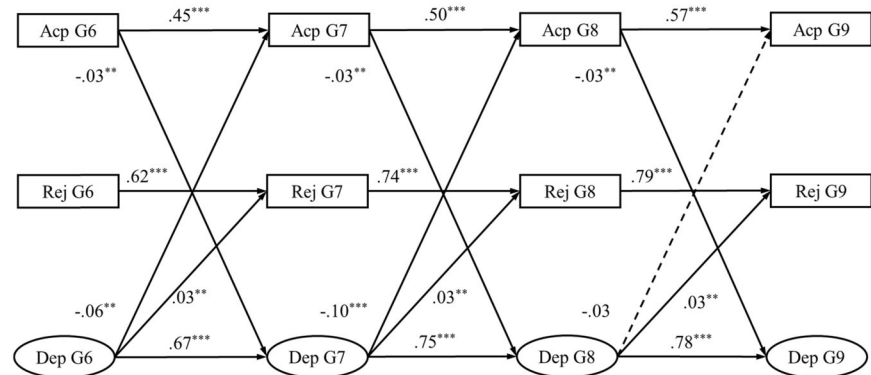 .45*** .50*** .57***
Acp G6 Acp G7 Acp G8 Acp G9
-.03** -.03** -.03**
.62*** .74*** .79***
Rej G6 Rej G7 Rej G8 Rej G9
-.06** .03** -.10*** .03** -.03 .03**
.67*** .75*** .78***
Dep G6 Dep G7 Dep G8 Dep G9